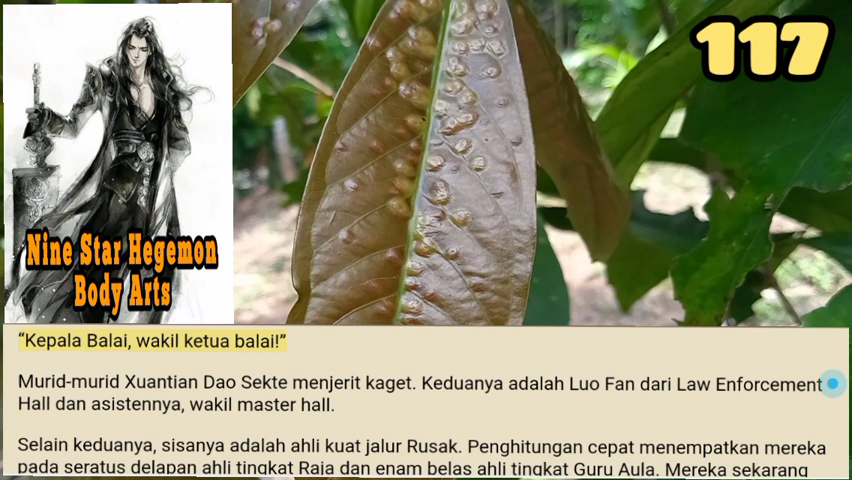 117
Nine Star Hegemon
Body Arts
“Kepala Balai, wakil ketua balai!”
Murid-murid Xuantian Dao Sekte menjerit kaget. Keduanya adalah Luo Fan dari Law Enforcement
Hall dan asistennya, wakil master hall.
Selain keduanya, sisanya adalah ahli kuat jalur Rusak. Penghitungan cepat menempatkan mereka
pada seratus delapan ahli tingkat Raja dan enam belas ahli tingkat Guru Aula. Mereka sekarang